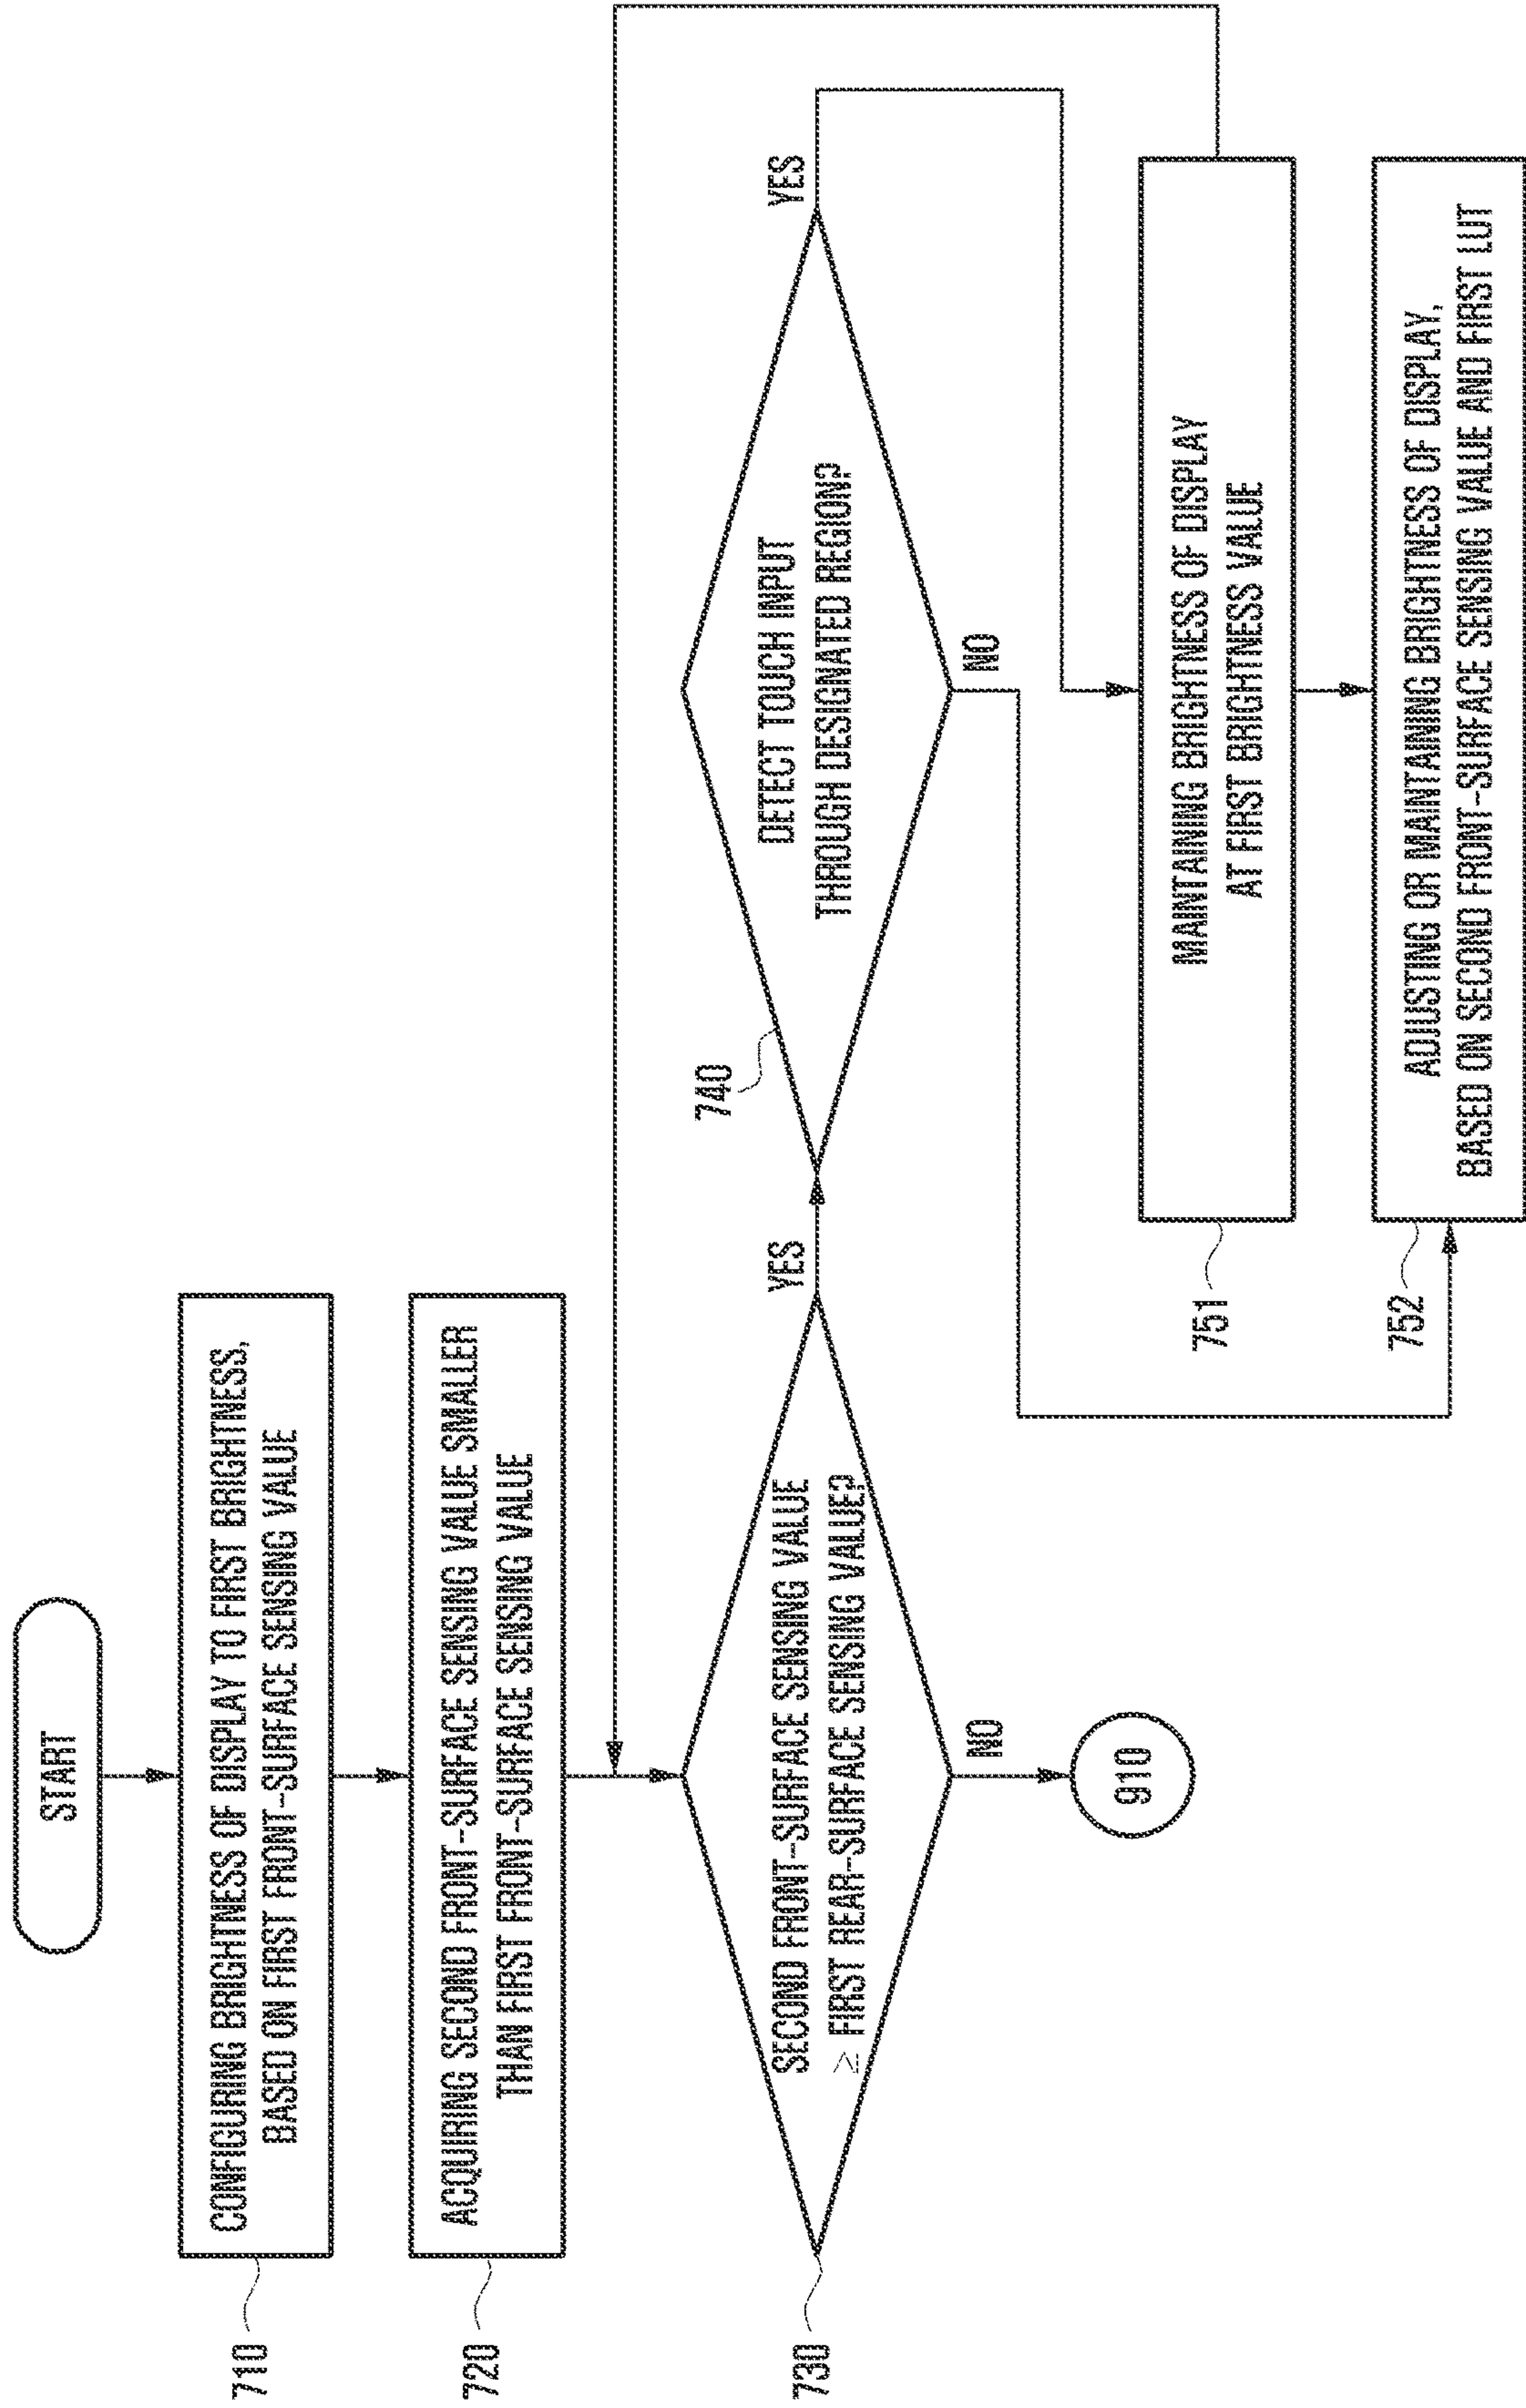 START
710
CONFIGURING BRIGHTNESS OF DISPLAY TO FIRST BRIGHTNESS,
BASED ON FIRST FRONT-SURFACE SENSING VALUE
720
ACQUIRING SECOND FRONT-SURFACE SENSING VALUE SMALLER
THAN FIRST FRONT-SURFACE SENSING VALUE
730
SECOND FRONT-SURFACE SENSING VALUE
≥ FIRST REAR-SURFACE SENSING VALUE?
YES
NO
910
740
DETECT TOUCH INPUT
THROUGH DESIGNATED REGION?
YES
NO
751
MAINTAINING BRIGHTNESS OF DISPLAY
AT FIRST BRIGHTNESS VALUE
752
ADJUSTING OR MAINTAINING BRIGHTNESS OF DISPLAY,
BASED ON SECOND FRONT-SURFACE SENSING VALUE AND FIRST LUT